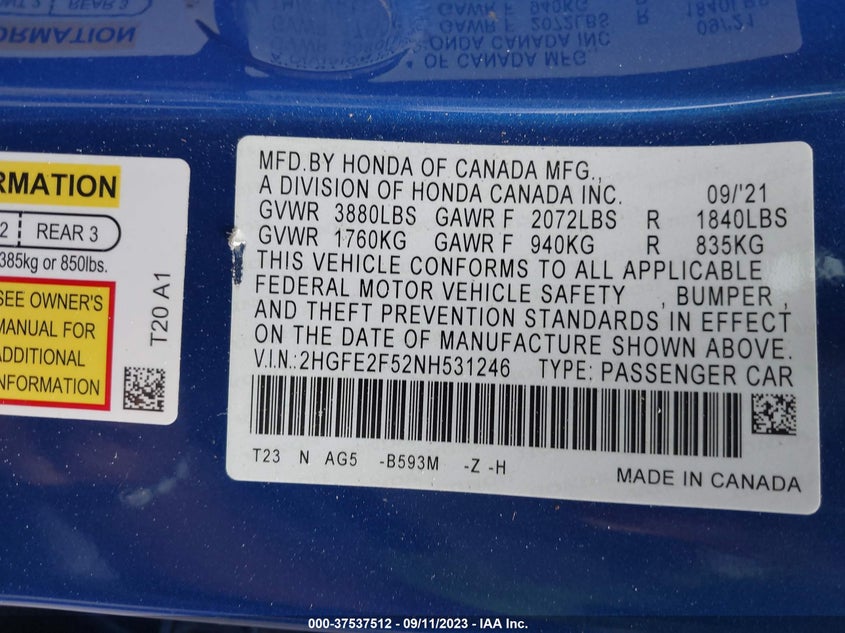 RMATION
2 REAR 3
385kg or 850lbs.
SEE OWNER'S
MANUAL FOR
ADDITIONAL
INFORMATION
T20 A1
MFD.BY HONDA OF CANADA MFG.,
A DIVISION OF HONDA CANADA INC. 09/'21
GVWR 3880LBS GAWR F 2072LBS R 1840LBS
GVWR 1760KG GAWR F 940KG R 835KG
THIS VEHICLE CONFORMS TO ALL APPLICABLE
FEDERAL MOTOR VEHICLE SAFETY , BUMPER ,
AND THEFT PREVENTION STANDARDS IN EFFECT
ON THE DATE OF MANUFACTURE SHOWN ABOVE.
V.I.N.:2HGFE2F52NH531246 TYPE: PASSENGER CAR
T23 N AG5 -B593M -Z -H
MADE IN CANADA
000-37537512 - 09/11/2023 - IAA Inc.